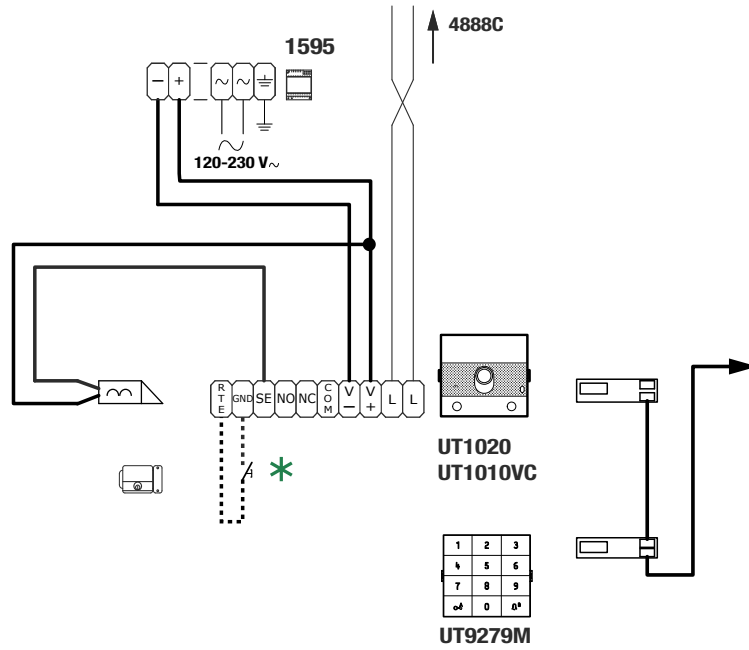 4888C
1595
− +
120-230 V~
RTE GND SE NO NC COM V− V+ L L
*
UT1020
UT1010VC
1 2 3
4 5 6
7 8 9
0
UT9279M